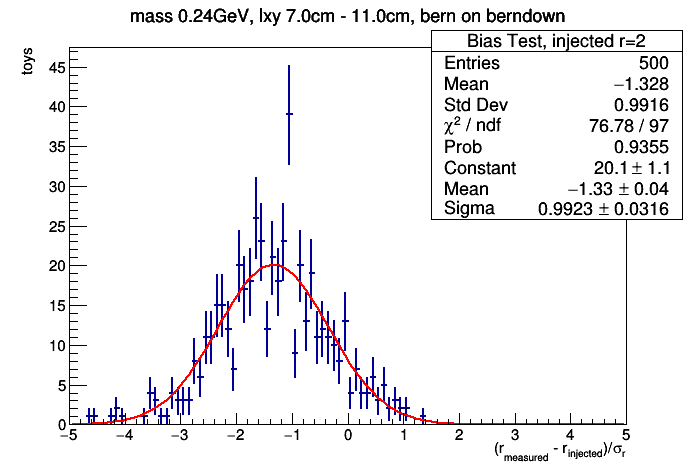 mass 0.24GeV, lxy 7.0cm - 11.0cm, bern on berndown
Bias Test, injected r=2
Entries 500
Mean −1.328
Std Dev 0.9916
χ² / ndf 76.78 / 97
Prob 0.9355
Constant 20.1 ± 1.1
Mean −1.33 ± 0.04
Sigma 0.9923 ± 0.0316
toys
45
40
35
30
25
20
15
10
5
0
−5 −4 −3 −2 −1 0 1 2 3 4 5
(r_measured - r_injected)/σ_r